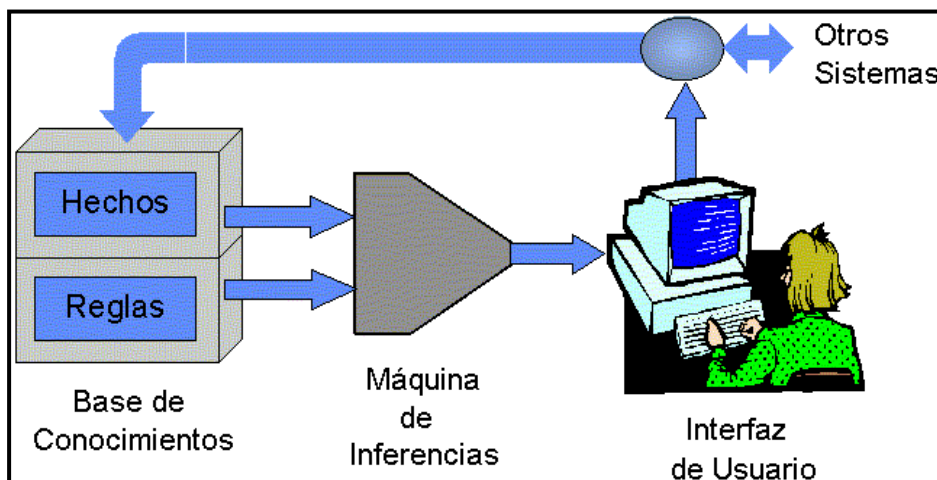 Otros
Sistemas
Hechos
Reglas
Base de
Conocimientos
Máquina
de
Inferencias
Interfaz
de Usuario